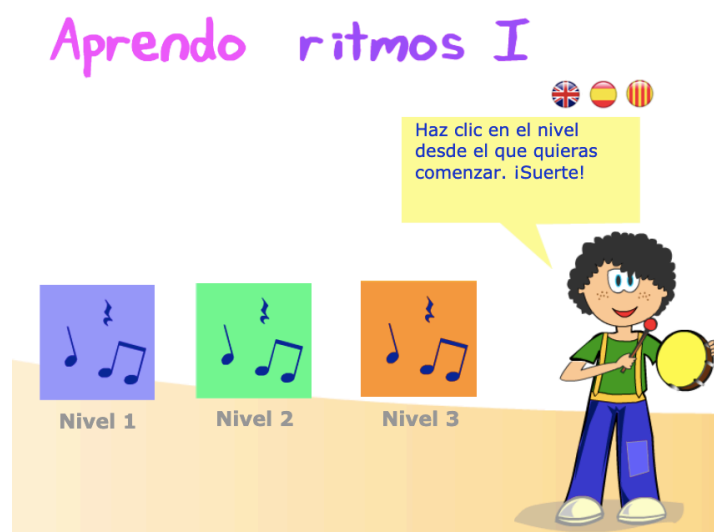 Aprendo ritmos I
Haz clic en el nivel
desde el que quieras
comenzar. ¡Suerte!
Nivel 1
Nivel 2
Nivel 3